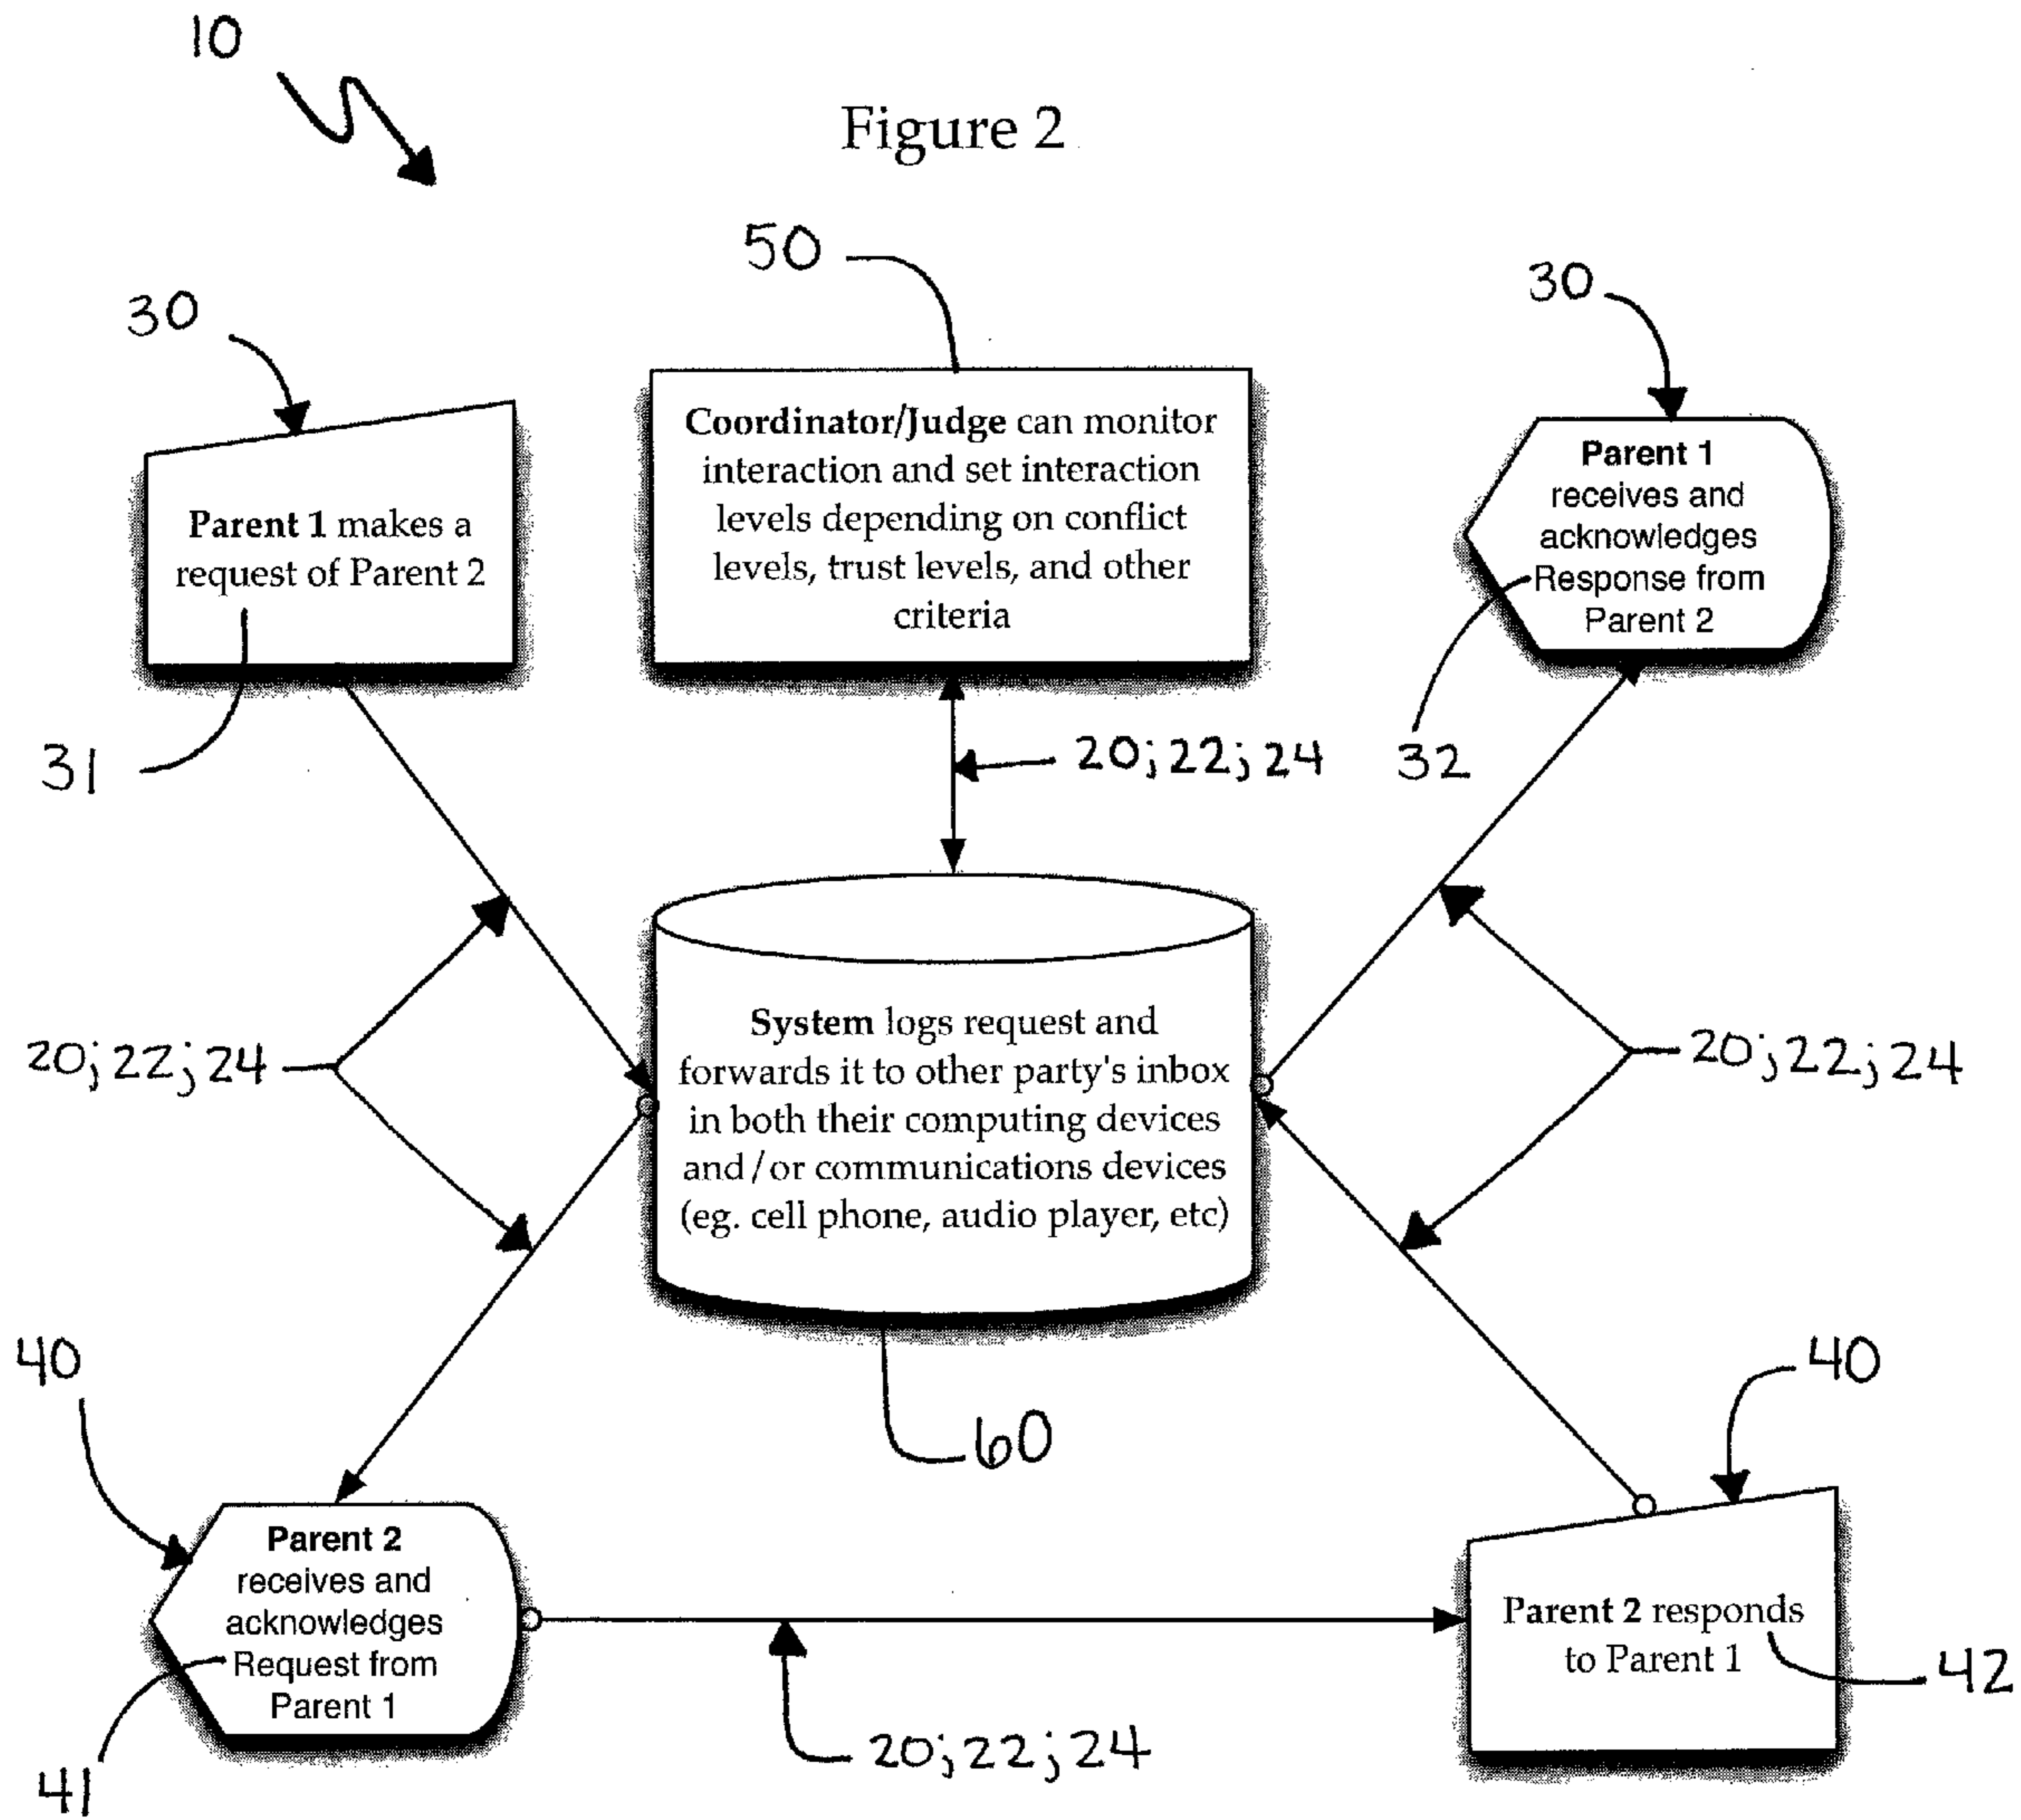 10
Figure 2
50
30
30
Parent 1 makes a
request of Parent 2
31
Coordinator/Judge can monitor
interaction and set interaction
levels depending on conflict
levels, trust levels, and other
criteria
Parent 1
receives and
acknowledges
Response from
Parent 2
32
20;22;24
20;22;24
System logs request and
forwards it to other party's inbox
in both their computing devices
and/or communications devices
(eg. cell phone, audio player, etc)
20;22;24
60
40
40
Parent 2
receives and
acknowledges
Request from
Parent 1
41
20;22;24
Parent 2 responds
to Parent 1
42